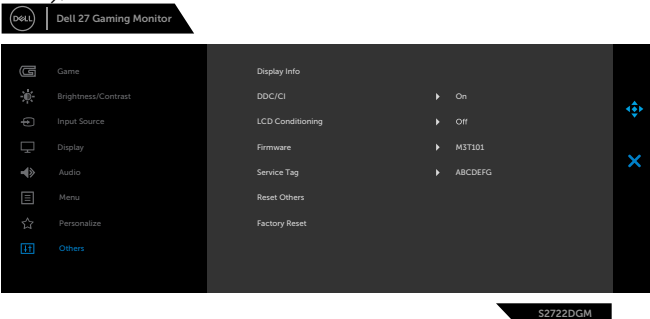 DELL
Dell 27 Gaming Monitor
Game
Display Info
Brightness/Contrast
DDC/CI
On
Input Source
LCD Conditioning
Off
Display
Firmware
M3T101
Audio
Service Tag
ABCDEFG
Menu
Reset Others
Personalize
Factory Reset
Others
S2722DGM